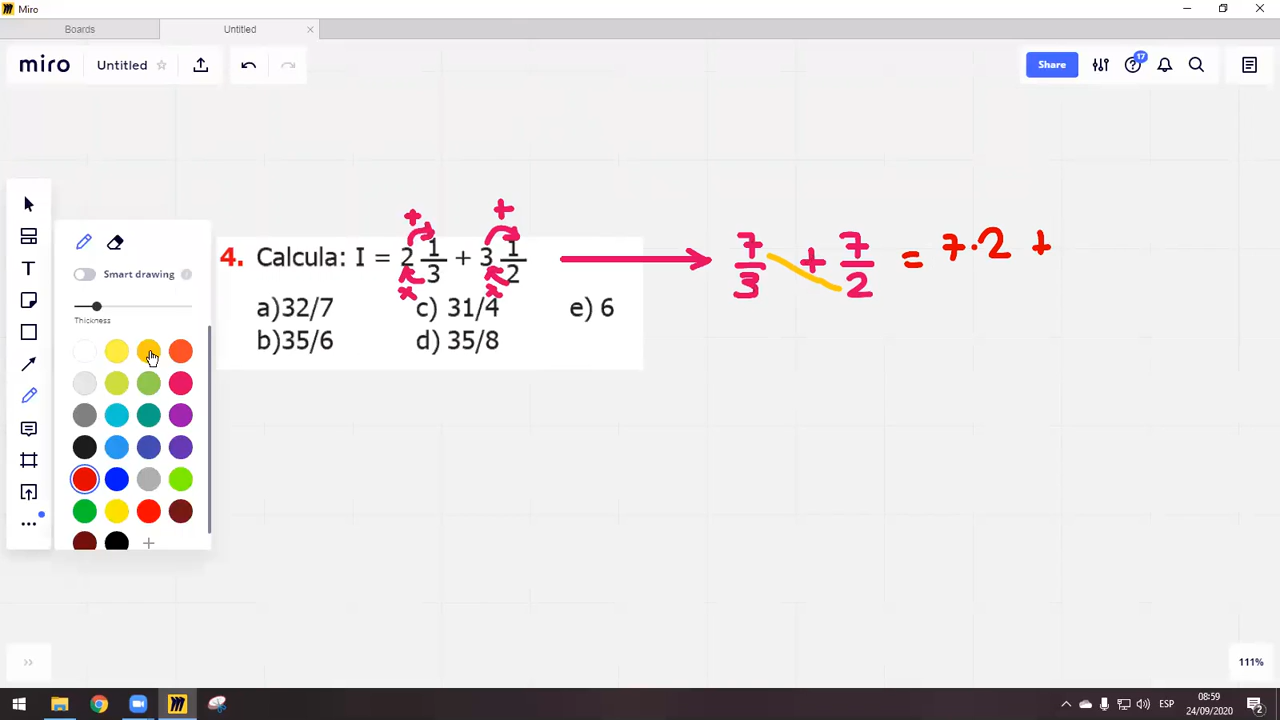 Miro
Boards
Untitled
miro Untitled
Share
17
Smart drawing
Thickness
4. Calcula: I = 2 1/3 + 3 1/2
+ +
× ×
a)32/7 c) 31/4 e) 6
b)35/6 d) 35/8
7/3 + 7/2 = 7·2 +
111%
ESP
08:59
24/09/2020
2